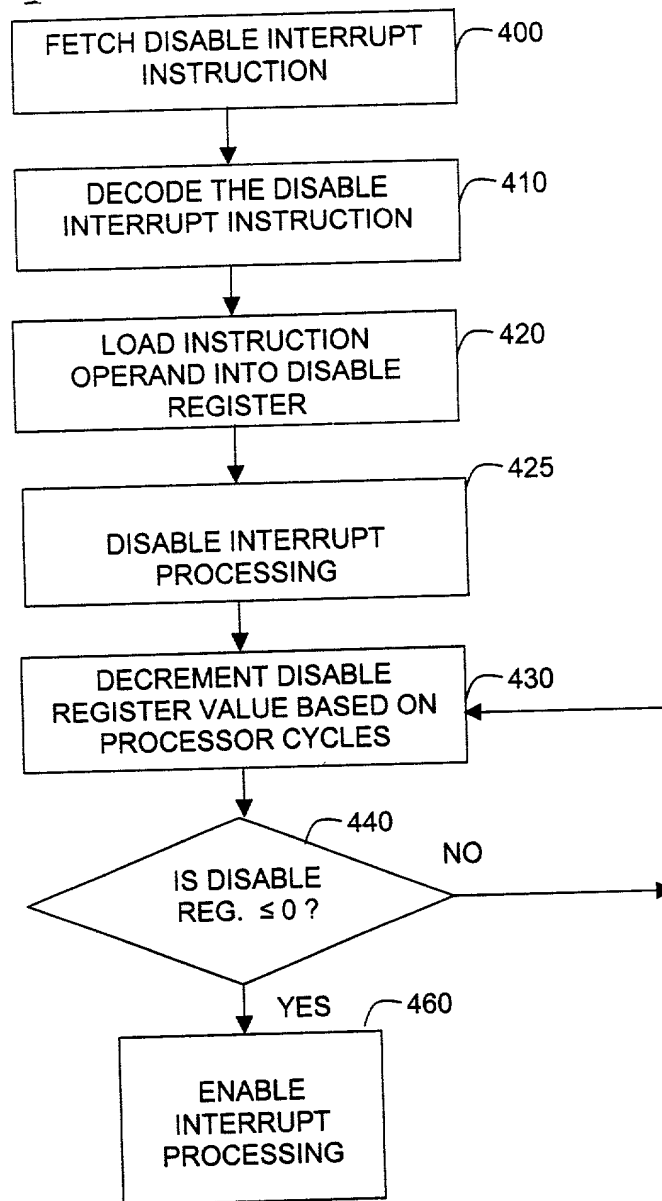 FETCH DISABLE INTERRUPT
INSTRUCTION
400
DECODE THE DISABLE
INTERRUPT INSTRUCTION
410
LOAD INSTRUCTION
OPERAND INTO DISABLE
REGISTER
420
425
DISABLE INTERRUPT
PROCESSING
DECREMENT DISABLE
REGISTER VALUE BASED ON
PROCESSOR CYCLES
430
440
IS DISABLE
REG. ≤ 0 ?
NO
YES
460
ENABLE
INTERRUPT
PROCESSING